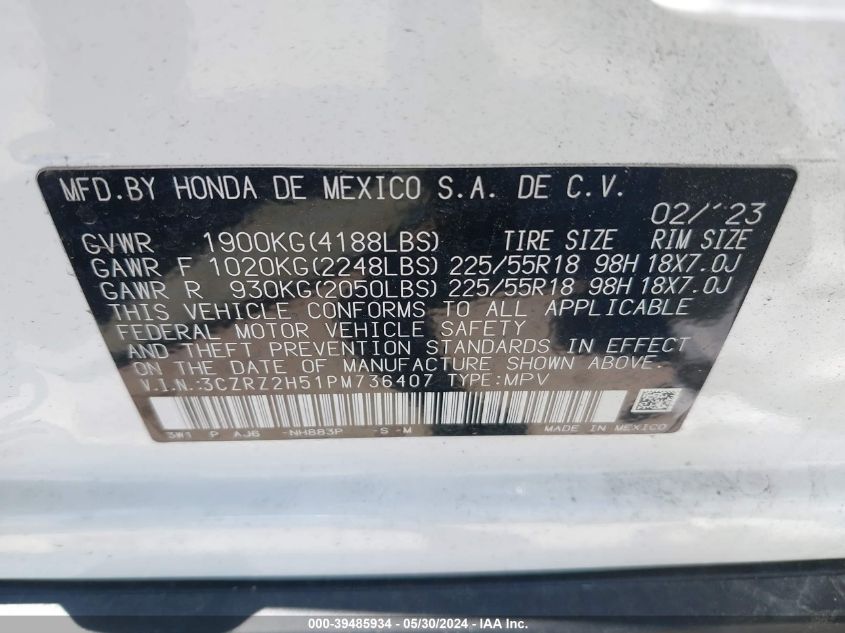 MFD.BY HONDA DE MEXICO S.A. DE C.V.
02/'23
GVWR 1900KG(4188LBS) TIRE SIZE RIM SIZE
GAWR F 1020KG(2248LBS) 225/55R18 98H 18X7.0J
GAWR R 930KG(2050LBS) 225/55R18 98H 18X7.0J
THIS VEHICLE CONFORMS TO ALL APPLICABLE
FEDERAL MOTOR VEHICLE SAFETY
AND THEFT PREVENTION STANDARDS IN EFFECT
ON THE DATE OF MANUFACTURE SHOWN ABOVE.
V.I.N.:3CZRZ2H51PM736407 TYPE:MPV
3W1 P AJ6 -NH883P -S -M MADE IN MEXICO
000-39485934 - 05/30/2024 - IAA Inc.